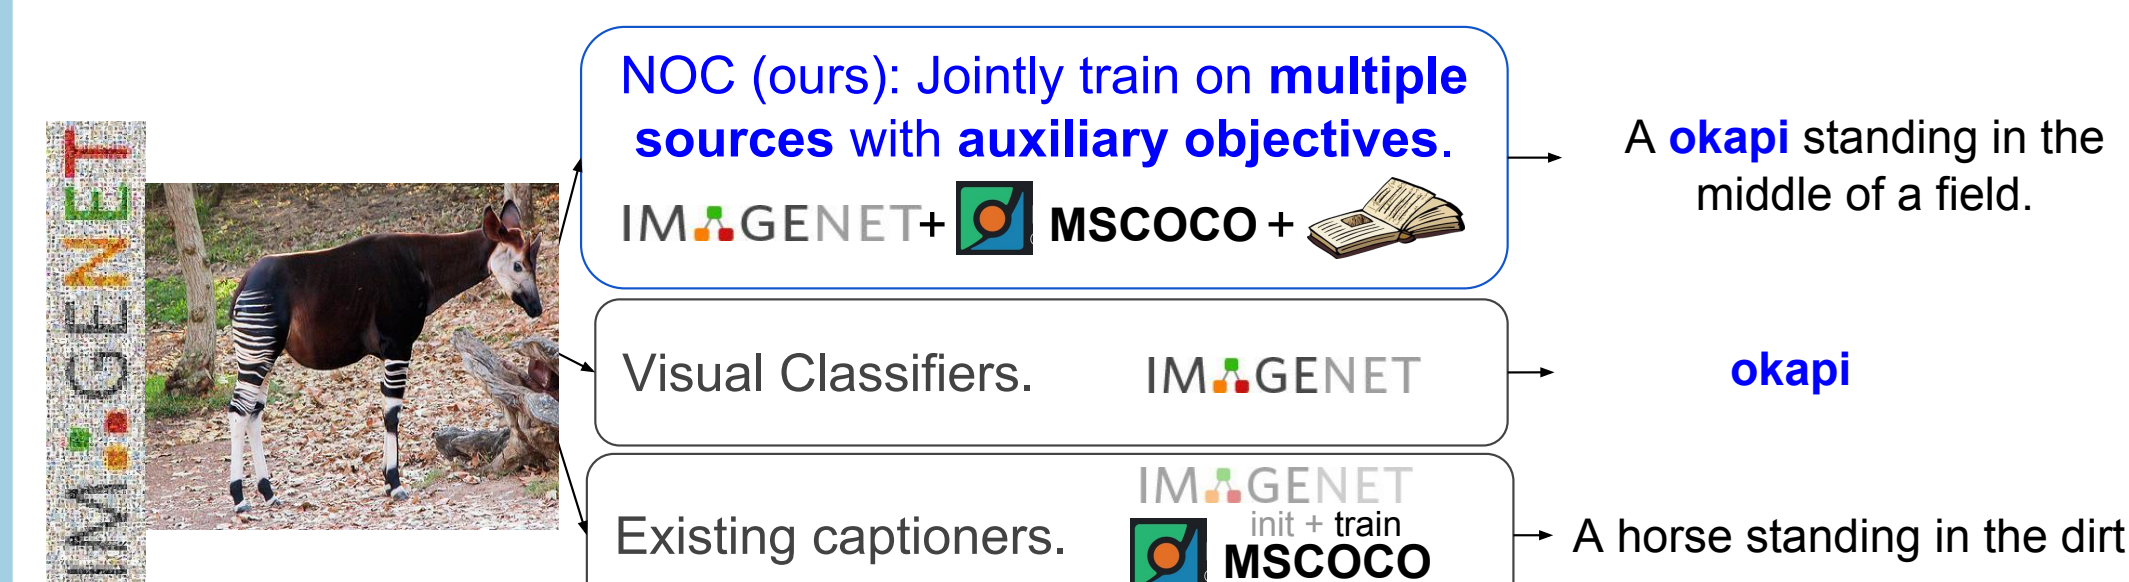 IMAGENET
NOC (ours): Jointly train on multiple
sources with auxiliary objectives.
IMAGENET + MSCOCO +
A okapi standing in the
middle of a field.
Visual Classifiers. IMAGENET
okapi
IMAGENET
init + train
Existing captioners. MSCOCO
A horse standing in the dirt